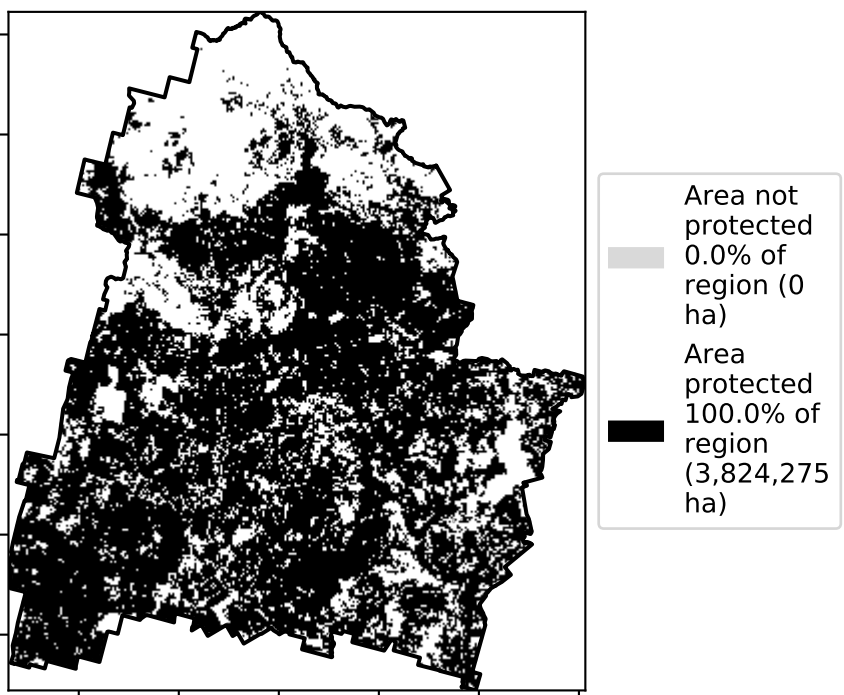 Area not
protected
0.0% of
region (0
ha)
Area
protected
100.0% of
region
(3,824,275
ha)